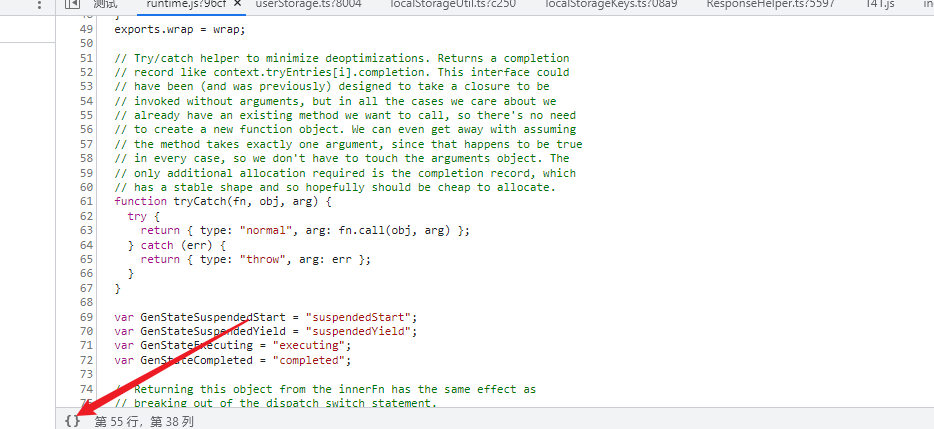 测试 runtime.js?96cf × userStorage.ts?8004 localStorageUtil.ts?c250 localStorageKeys.ts?08a9 ResponseHelper.ts?5597 141.js in
48 }
49 exports.wrap = wrap;
50
51 // Try/catch helper to minimize deoptimizations. Returns a completion
52 // record like context.tryEntries[i].completion. This interface could
53 // have been (and was previously) designed to take a closure to be
54 // invoked without arguments, but in all the cases we care about we
55 // already have an existing method we want to call, so there's no need
56 // to create a new function object. We can even get away with assuming
57 // the method takes exactly one argument, since that happens to be true
58 // in every case, so we don't have to touch the arguments object. The
59 // only additional allocation required is the completion record, which
60 // has a stable shape and so hopefully should be cheap to allocate.
61 function tryCatch(fn, obj, arg) {
62 try {
63 return { type: "normal", arg: fn.call(obj, arg) };
64 } catch (err) {
65 return { type: "throw", arg: err };
66 }
67 }
68
69 var GenStateSuspendedStart = "suspendedStart";
70 var GenStateSuspendedYield = "suspendedYield";
71 var GenStateExecuting = "executing";
72 var GenStateCompleted = "completed";
73
74 // Returning this object from the innerFn has the same effect as
75 // breaking out of the dispatch switch statement.
{} 第 55 行，第 38 列